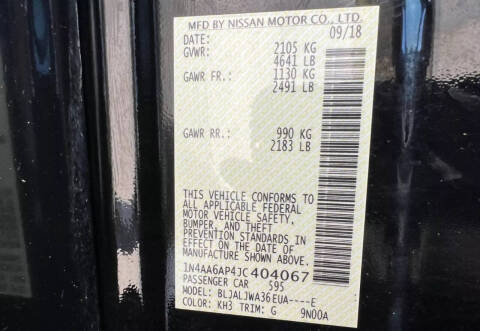 MFD BY NISSAN MOTOR CO., LTD.
DATE: 09/18
GVWR: 2105 KG
4641 LB
GAWR FR.: 1130 KG
2491 LB
GAWR RR.: 990 KG
2183 LB
THIS VEHICLE CONFORMS TO
ALL APPLICABLE FEDERAL
MOTOR VEHICLE SAFETY,
BUMPER, AND THEFT
PREVENTION STANDARDS IN
EFFECT ON THE DATE OF
MANUFACTURE SHOWN ABOVE.
1N4AA6AP4JC404067
PASSENGER CAR 595
MODEL: BLJALJWA36EUA----E
COLOR: KH3 TRIM: G 9N00A